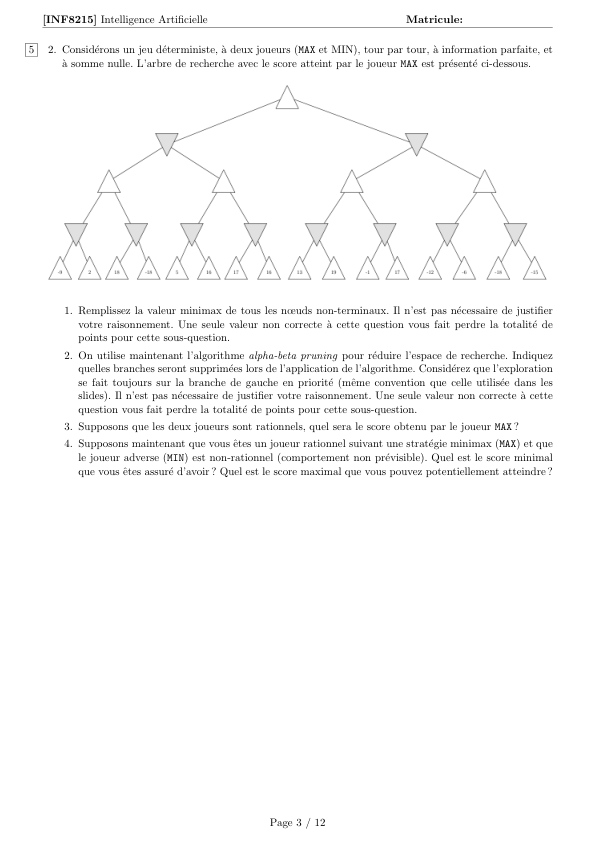 [INF8215] Intelligence Artificielle Matricule:
5 2. Considérons un jeu déterministe, à deux joueurs (MAX et MIN), tour par tour, à information parfaite, et
à somme nulle. L'arbre de recherche avec le score atteint par le joueur MAX est présenté ci-dessous.
-9 2 10 -10 5 16 17 10 13 19 -1 17 -12 -6 -10 -15
1. Remplissez la valeur minimax de tous les nœuds non-terminaux. Il n'est pas nécessaire de justifier
votre raisonnement. Une seule valeur non correcte à cette question vous fait perdre la totalité de
points pour cette sous-question.
2. On utilise maintenant l'algorithme alpha-beta pruning pour réduire l'espace de recherche. Indiquez
quelles branches seront supprimées lors de l'application de l'algorithme. Considérez que l'exploration
se fait toujours sur la branche de gauche en priorité (même convention que celle utilisée dans les
slides). Il n'est pas nécessaire de justifier votre raisonnement. Une seule valeur non correcte à cette
question vous fait perdre la totalité de points pour cette sous-question.
3. Supposons que les deux joueurs sont rationnels, quel sera le score obtenu par le joueur MAX ?
4. Supposons maintenant que vous êtes un joueur rationnel suivant une stratégie minimax (MAX) et que
le joueur adverse (MIN) est non-rationnel (comportement non prévisible). Quel est le score minimal
que vous êtes assuré d'avoir ? Quel est le score maximal que vous pouvez potentiellement atteindre ?
Page 3 / 12